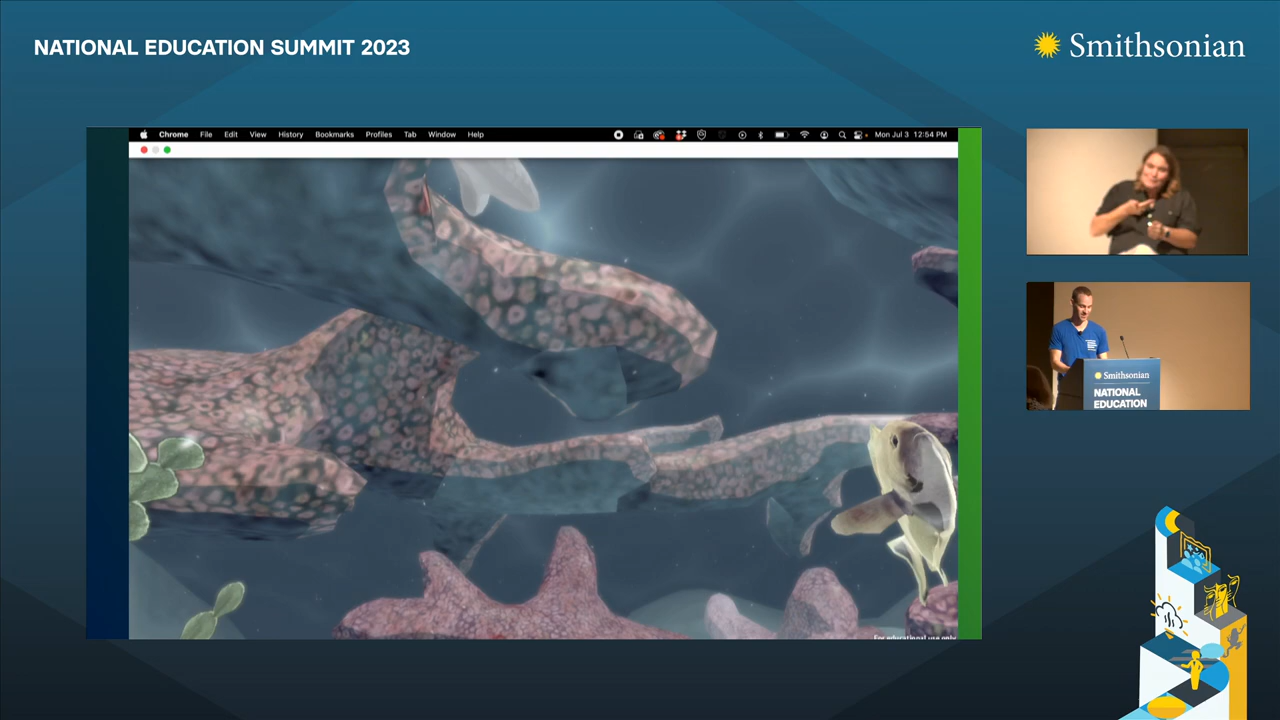 NATIONAL EDUCATION SUMMIT 2023
Smithsonian
Chrome File Edit View History Bookmarks Profiles Tab Window Help Mon Jul 3 12:54 PM
Smithsonian
NATIONAL
EDUCATION
For educational use only